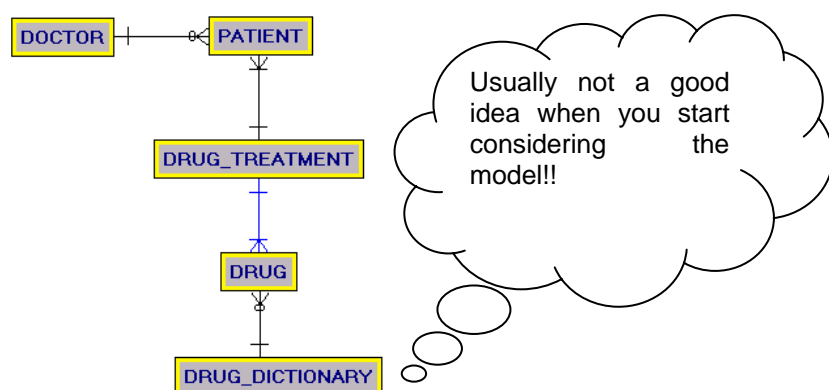 DOCTOR
PATIENT
DRUG_TREATMENT
DRUG
DRUG_DICTIONARY
Usually not a good
idea when you start
considering the
model!!